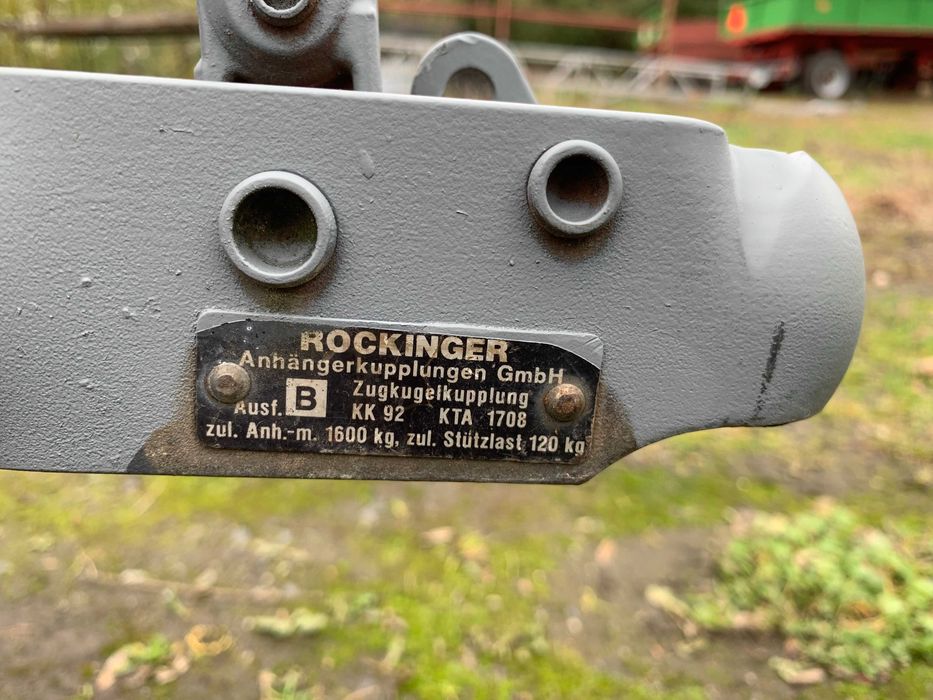 ROCKINGER
Anhängerkupplungen GmbH
Zugkugelkupplung
Ausf. B KK 92 KTA 1708
zul. Anh.-m. 1600 kg, zul. Stützlast 120 kg